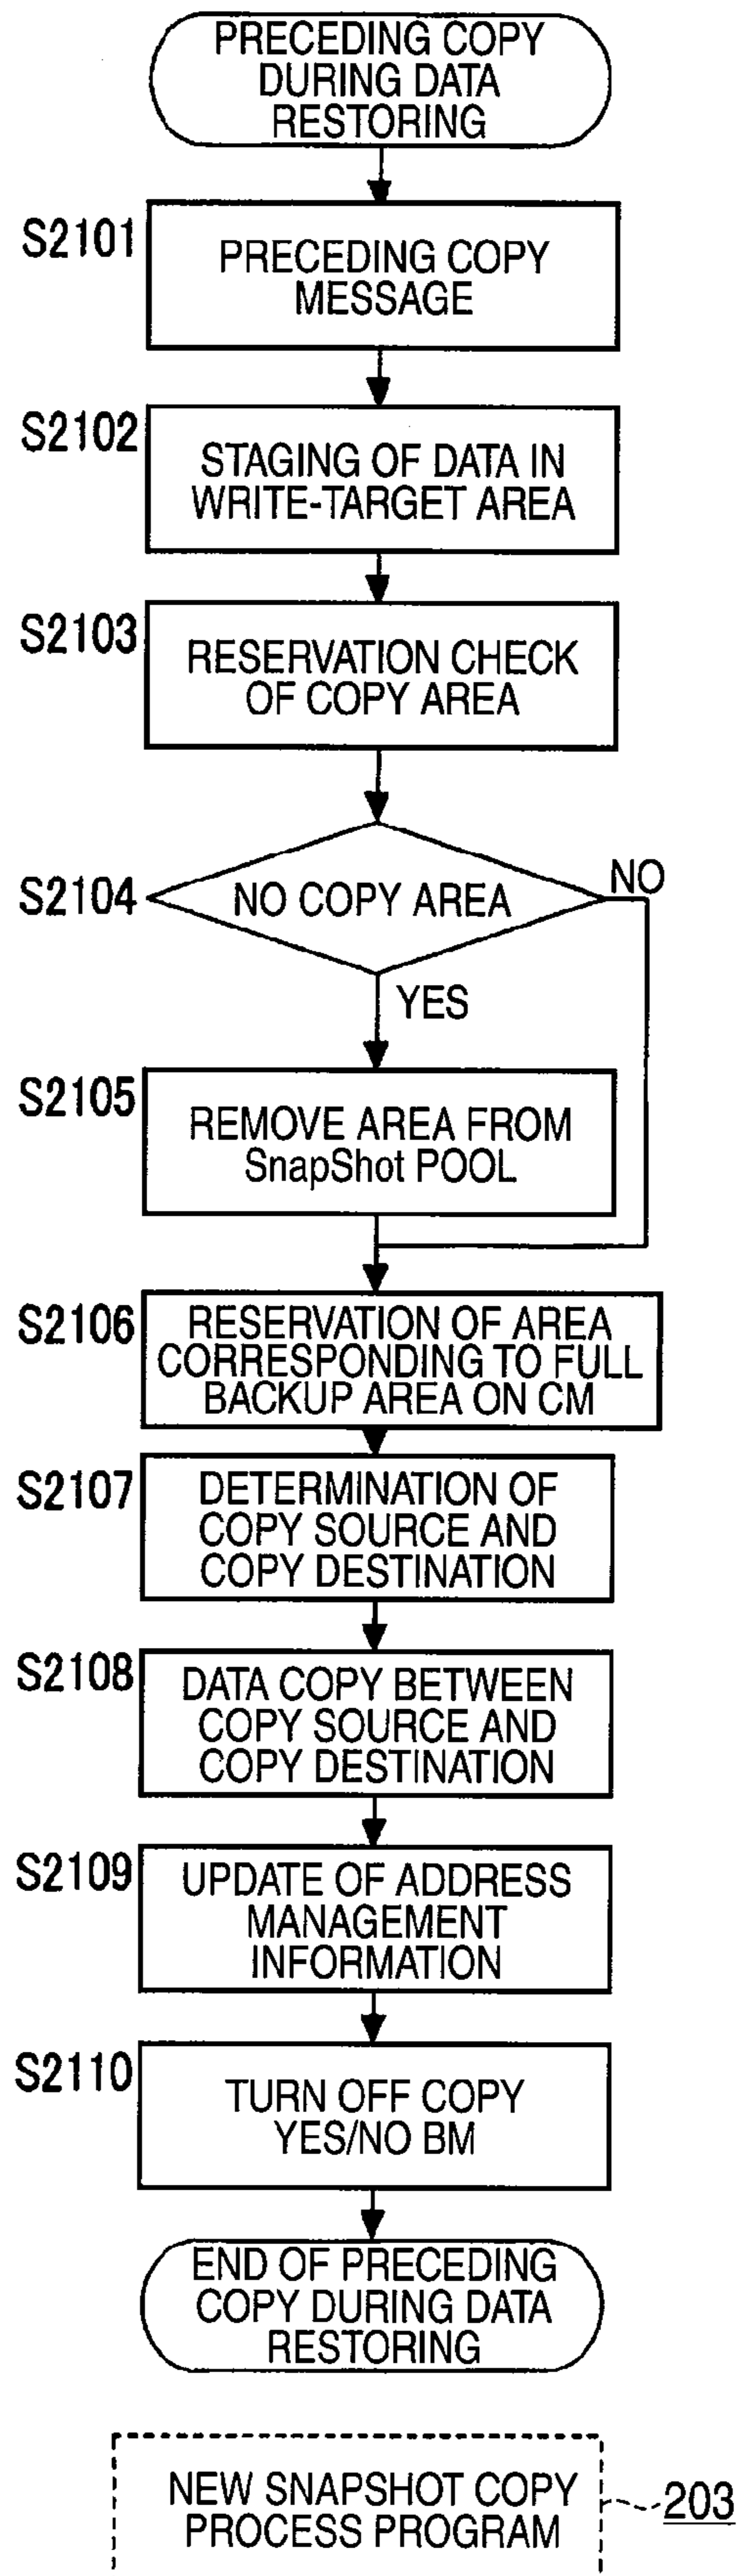 PRECEDING COPY
DURING DATA
RESTORING
S2101
PRECEDING COPY
MESSAGE
S2102
STAGING OF DATA IN
WRITE-TARGET AREA
S2103
RESERVATION CHECK
OF COPY AREA
S2104
NO COPY AREA
NO
YES
S2105
REMOVE AREA FROM
SnapShot POOL
S2106
RESERVATION OF AREA
CORRESPONDING TO FULL
BACKUP AREA ON CM
S2107
DETERMINATION OF
COPY SOURCE AND
COPY DESTINATION
S2108
DATA COPY BETWEEN
COPY SOURCE AND
COPY DESTINATION
S2109
UPDATE OF ADDRESS
MANAGEMENT
INFORMATION
S2110
TURN OFF COPY
YES/NO BM
END OF PRECEDING
COPY DURING DATA
RESTORING
NEW SNAPSHOT COPY
PROCESS PROGRAM
203